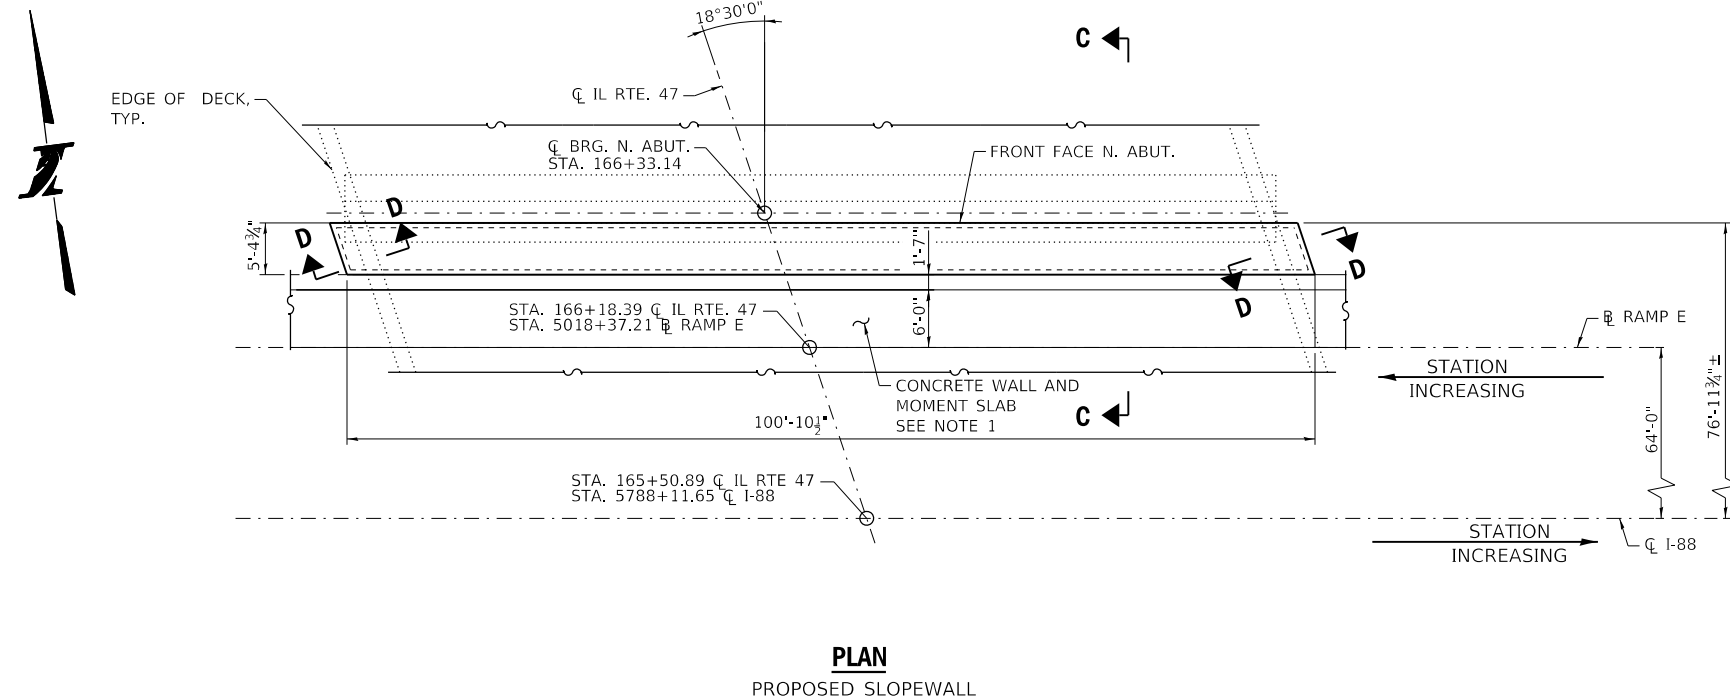 18°30'0"
C
℄ IL RTE. 47
EDGE OF DECK,
TYP.
℄ BRG. N. ABUT.
STA. 166+33.14
FRONT FACE N. ABUT.
D
D
5'-4¾"
1'-7"
D
D
STA. 166+18.39 ℄ IL RTE. 47
STA. 5018+37.21 B RAMP E
6'-0"
B RAMP E
STATION
INCREASING
CONCRETE WALL AND
MOMENT SLAB
SEE NOTE 1
C
100'-10½"
64'-0"
76'-11¾"±
STA. 165+50.89 ℄ IL RTE 47
STA. 5788+11.65 ℄ I-88
STATION
INCREASING
℄ I-88
PLAN
PROPOSED SLOPEWALL